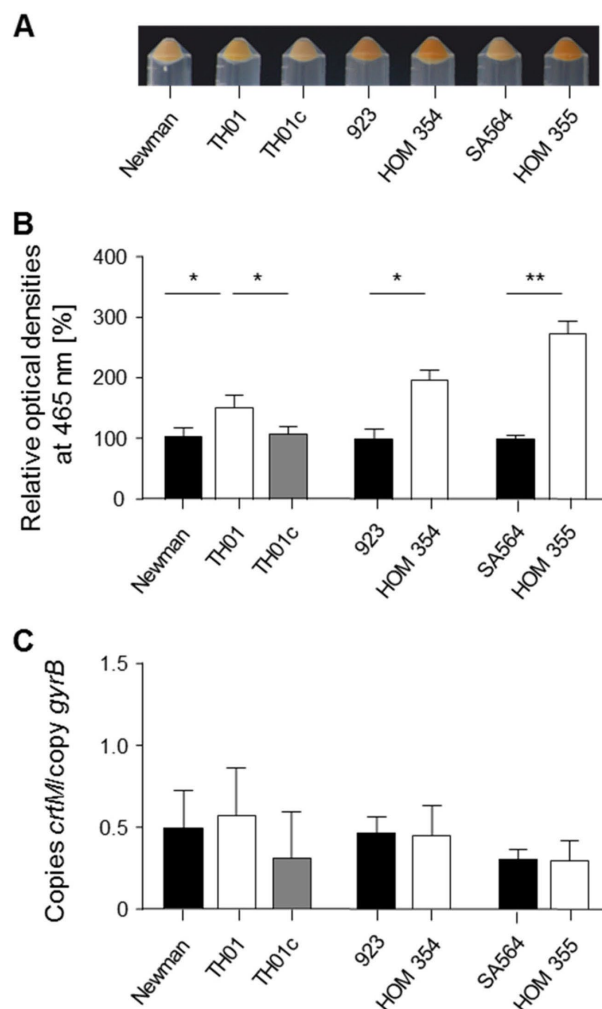 A
Newman TH01 TH01c 923 HOM 354 SA564 HOM 355
B
Relative optical densities
at 465 nm [%]
400
300
200
100
0
* * * **
Newman TH01 TH01c 923 HOM 354 SA564 HOM 355
C
Copies crtM/copy gyrB
1.5
1.0
0.5
0
Newman TH01 TH01c 923 HOM 354 SA564 HOM 355